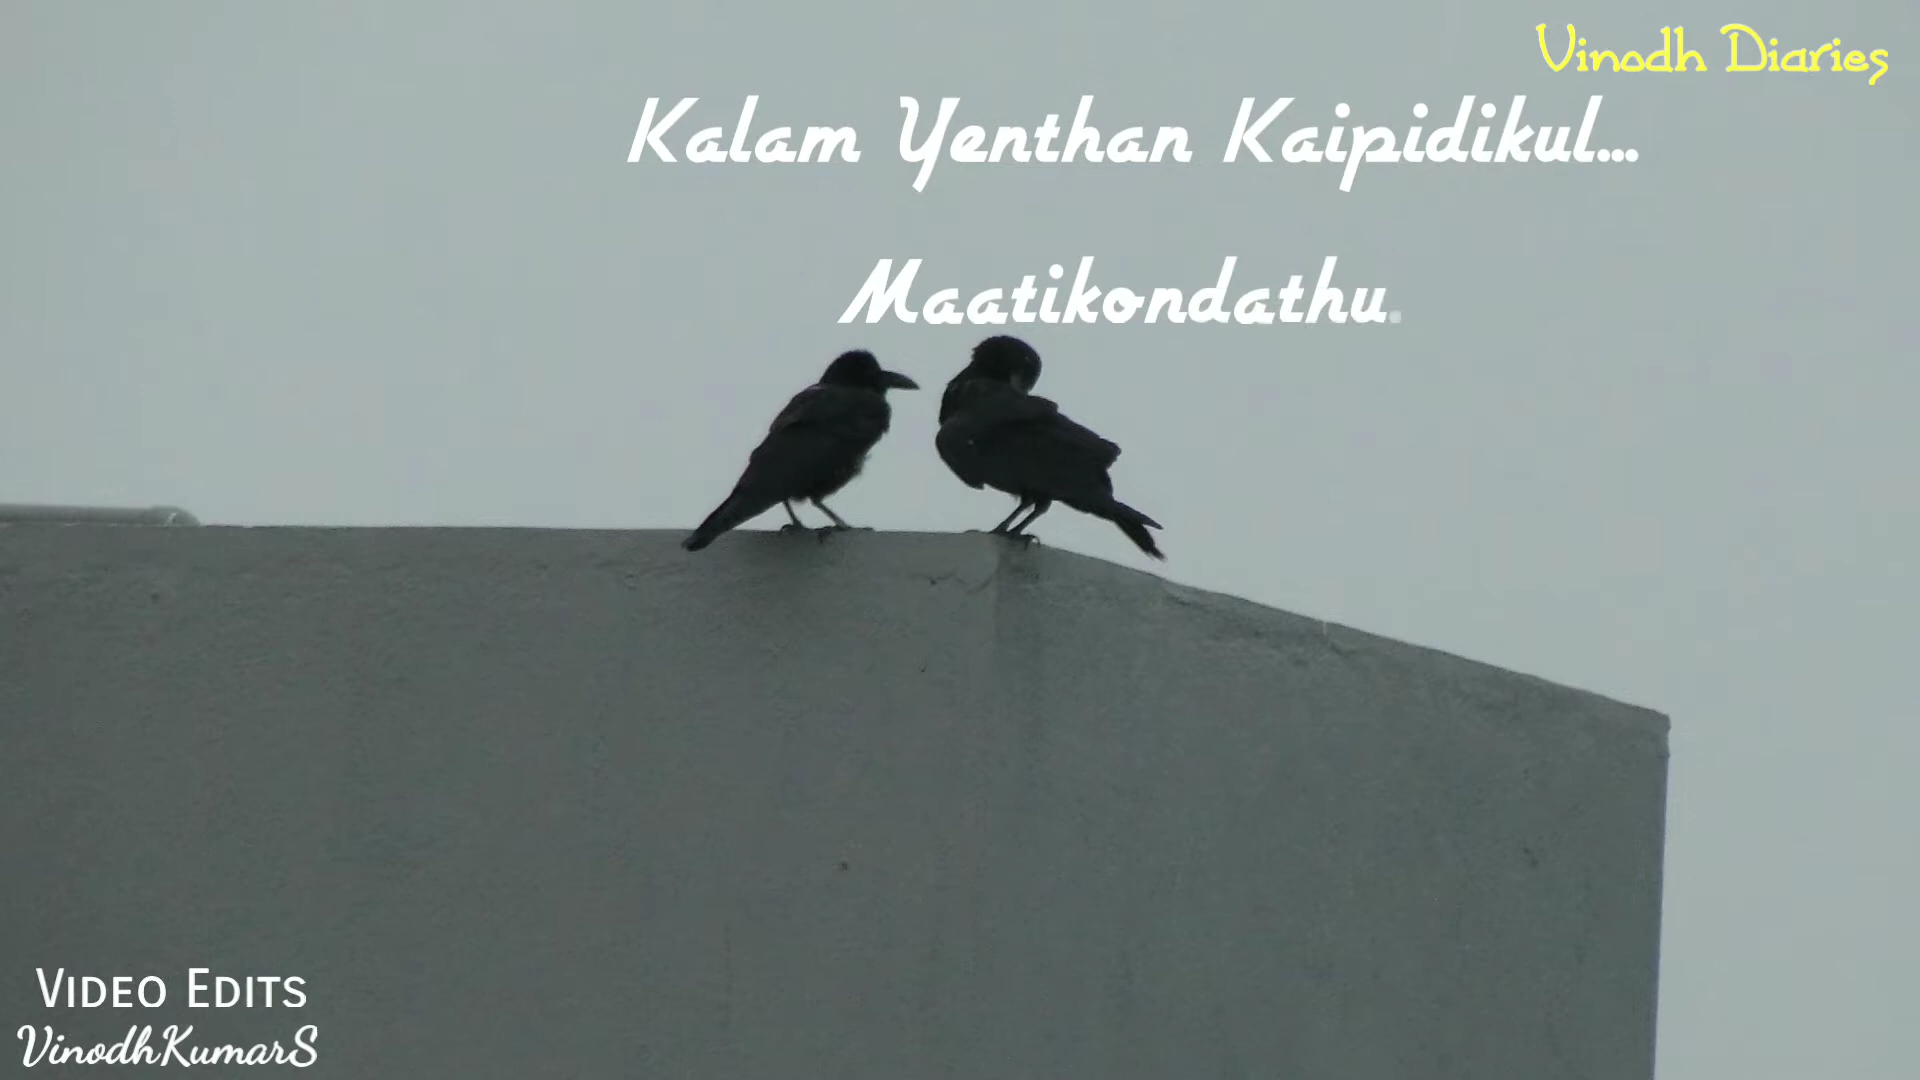 Vinodh Diaries
Kalam Yenthan Kaipidikul...
Maatikondathu.
Video Edits
VinodhKumarS